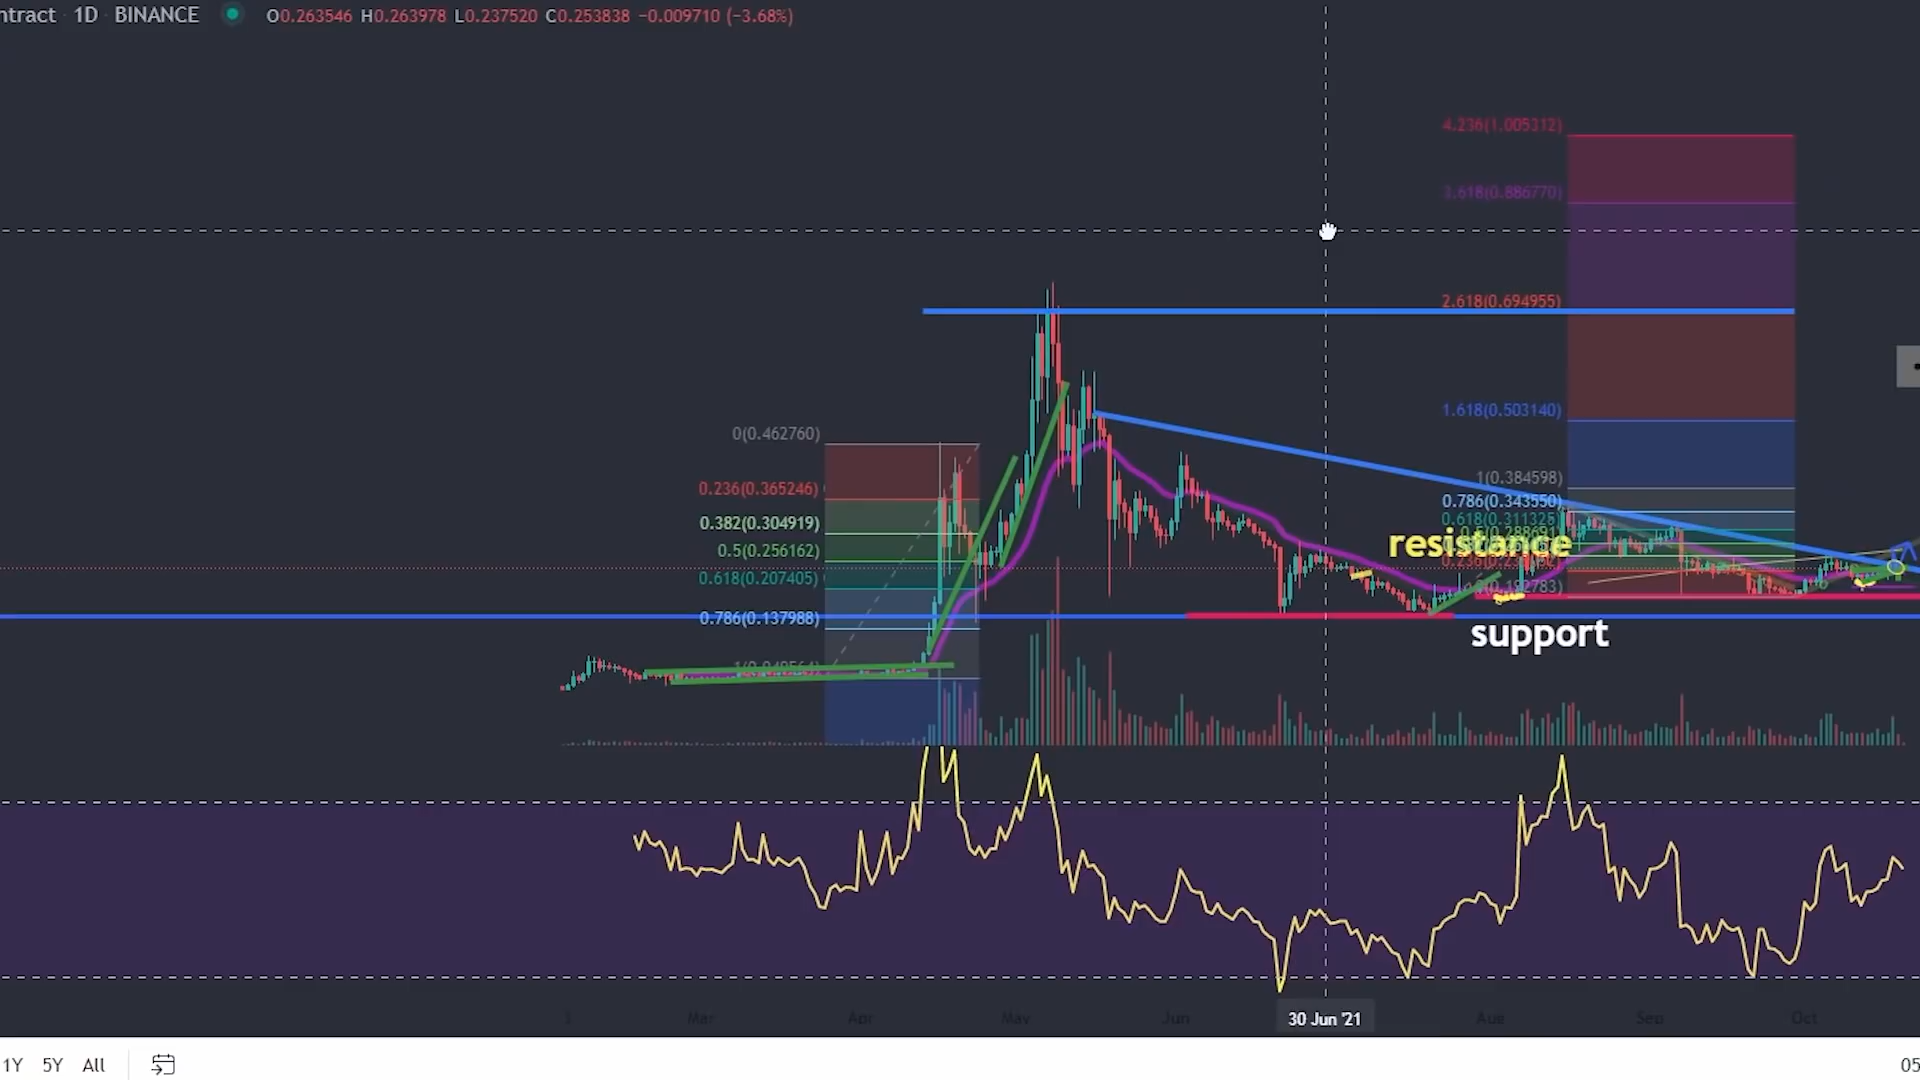 ntract 1D BINANCE O0.263546 H0.263978 L0.237520 C0.253838 −0.009710 (−3.68%)
4.236(1.005312)
3.618(0.886770)
2.618(0.694955)
1.618(0.503140)
0(0.462760)
1(0.384598)
0.236(0.365246)
0.786(0.343550)
0.382(0.304919)
0.618(0.311325)
resistance
0.5(0.256162)
0.618(0.207405)
0.786(0.137988)
support
Mar Apr May Jun 30 Jun '21 Aug Sep Oct
1Y 5Y All 05